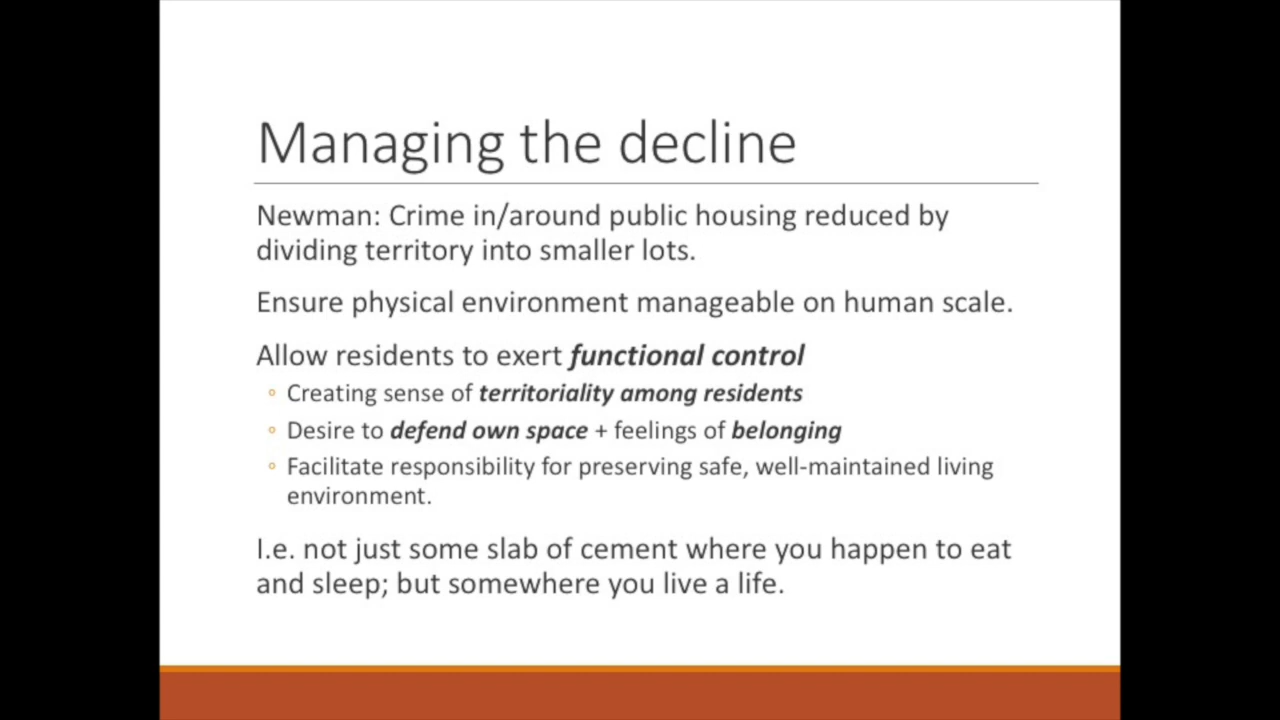 Managing the decline
Newman: Crime in/around public housing reduced by
dividing territory into smaller lots.
Ensure physical environment manageable on human scale.
Allow residents to exert functional control
◦ Creating sense of territoriality among residents
◦ Desire to defend own space + feelings of belonging
◦ Facilitate responsibility for preserving safe, well-maintained living
environment.
I.e. not just some slab of cement where you happen to eat
and sleep; but somewhere you live a life.